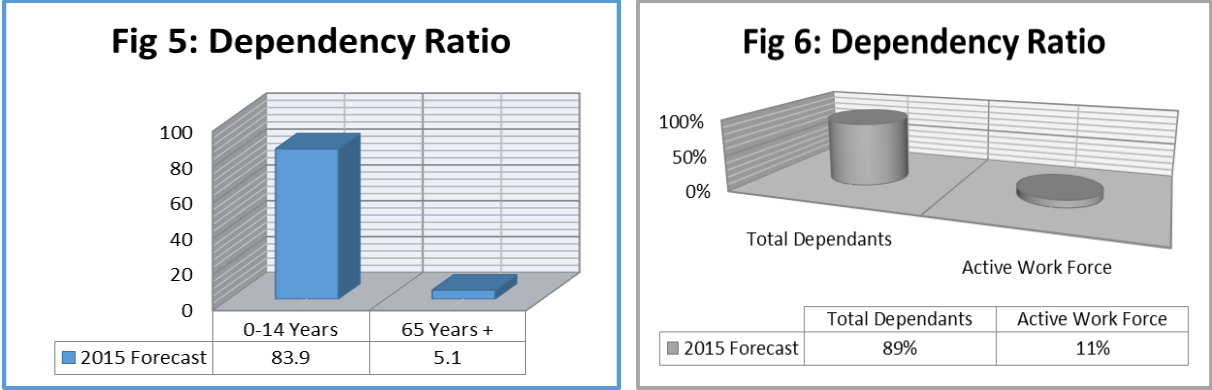 Fig 5: Dependency Ratio
100
80
60
40
20
0
0-14 Years 65 Years +
2015 Forecast 83.9 5.1
Fig 6: Dependency Ratio
100%
50%
0%
Total Dependants
Active Work Force
Total Dependants Active Work Force
2015 Forecast 89% 11%